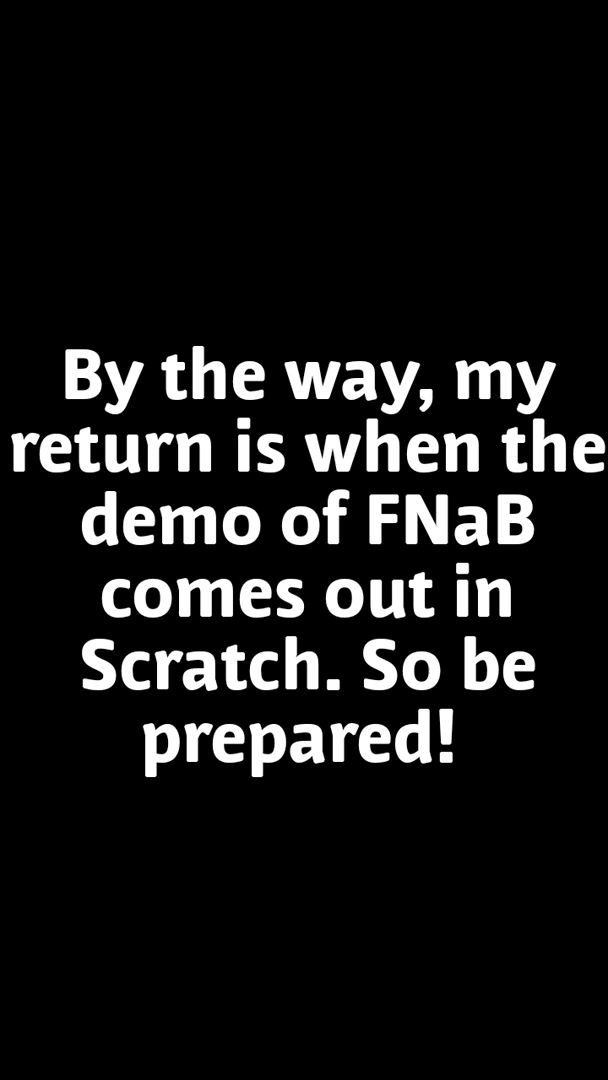 By the way, my
return is when the
demo of FNaB
comes out in
Scratch. So be
prepared!